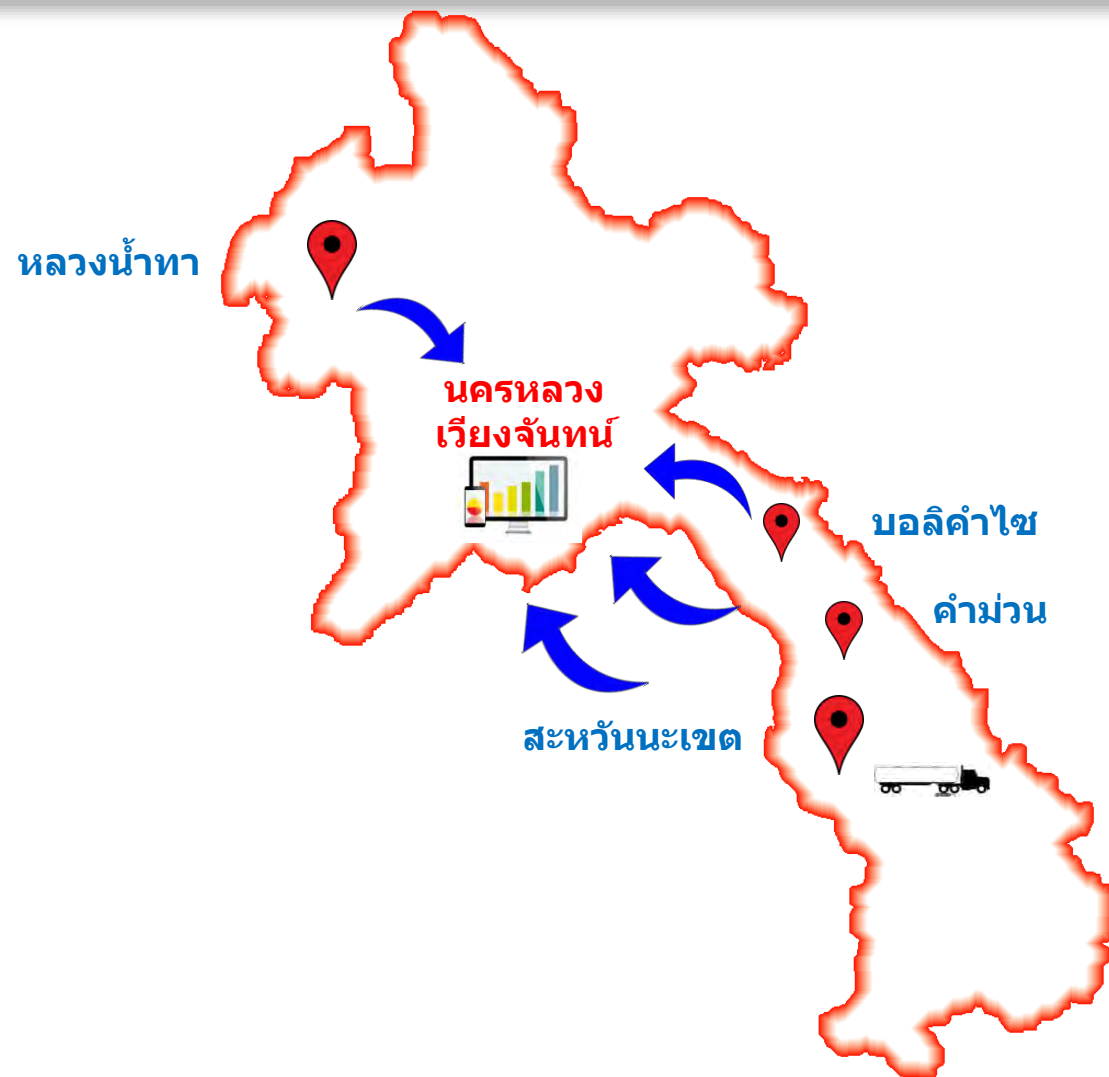 หลวงน้ำทา
นครหลวง
เวียงจันทน์
บอลิคำไซ
คำม่วน
สะหวันนะเขต